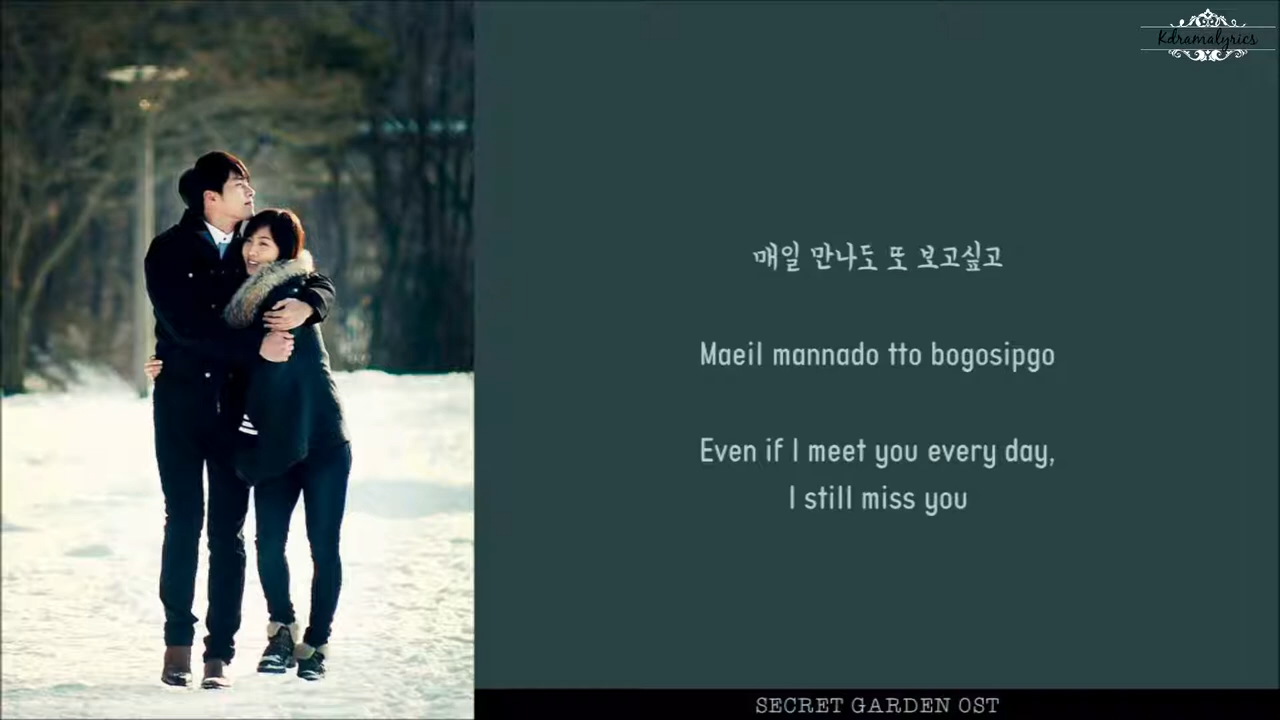 Kdramalyrics
매일 만나도 또 보고싶고
Maeil mannado tto bogosipgo
Even if I meet you every day,
I still miss you
SECRET GARDEN OST